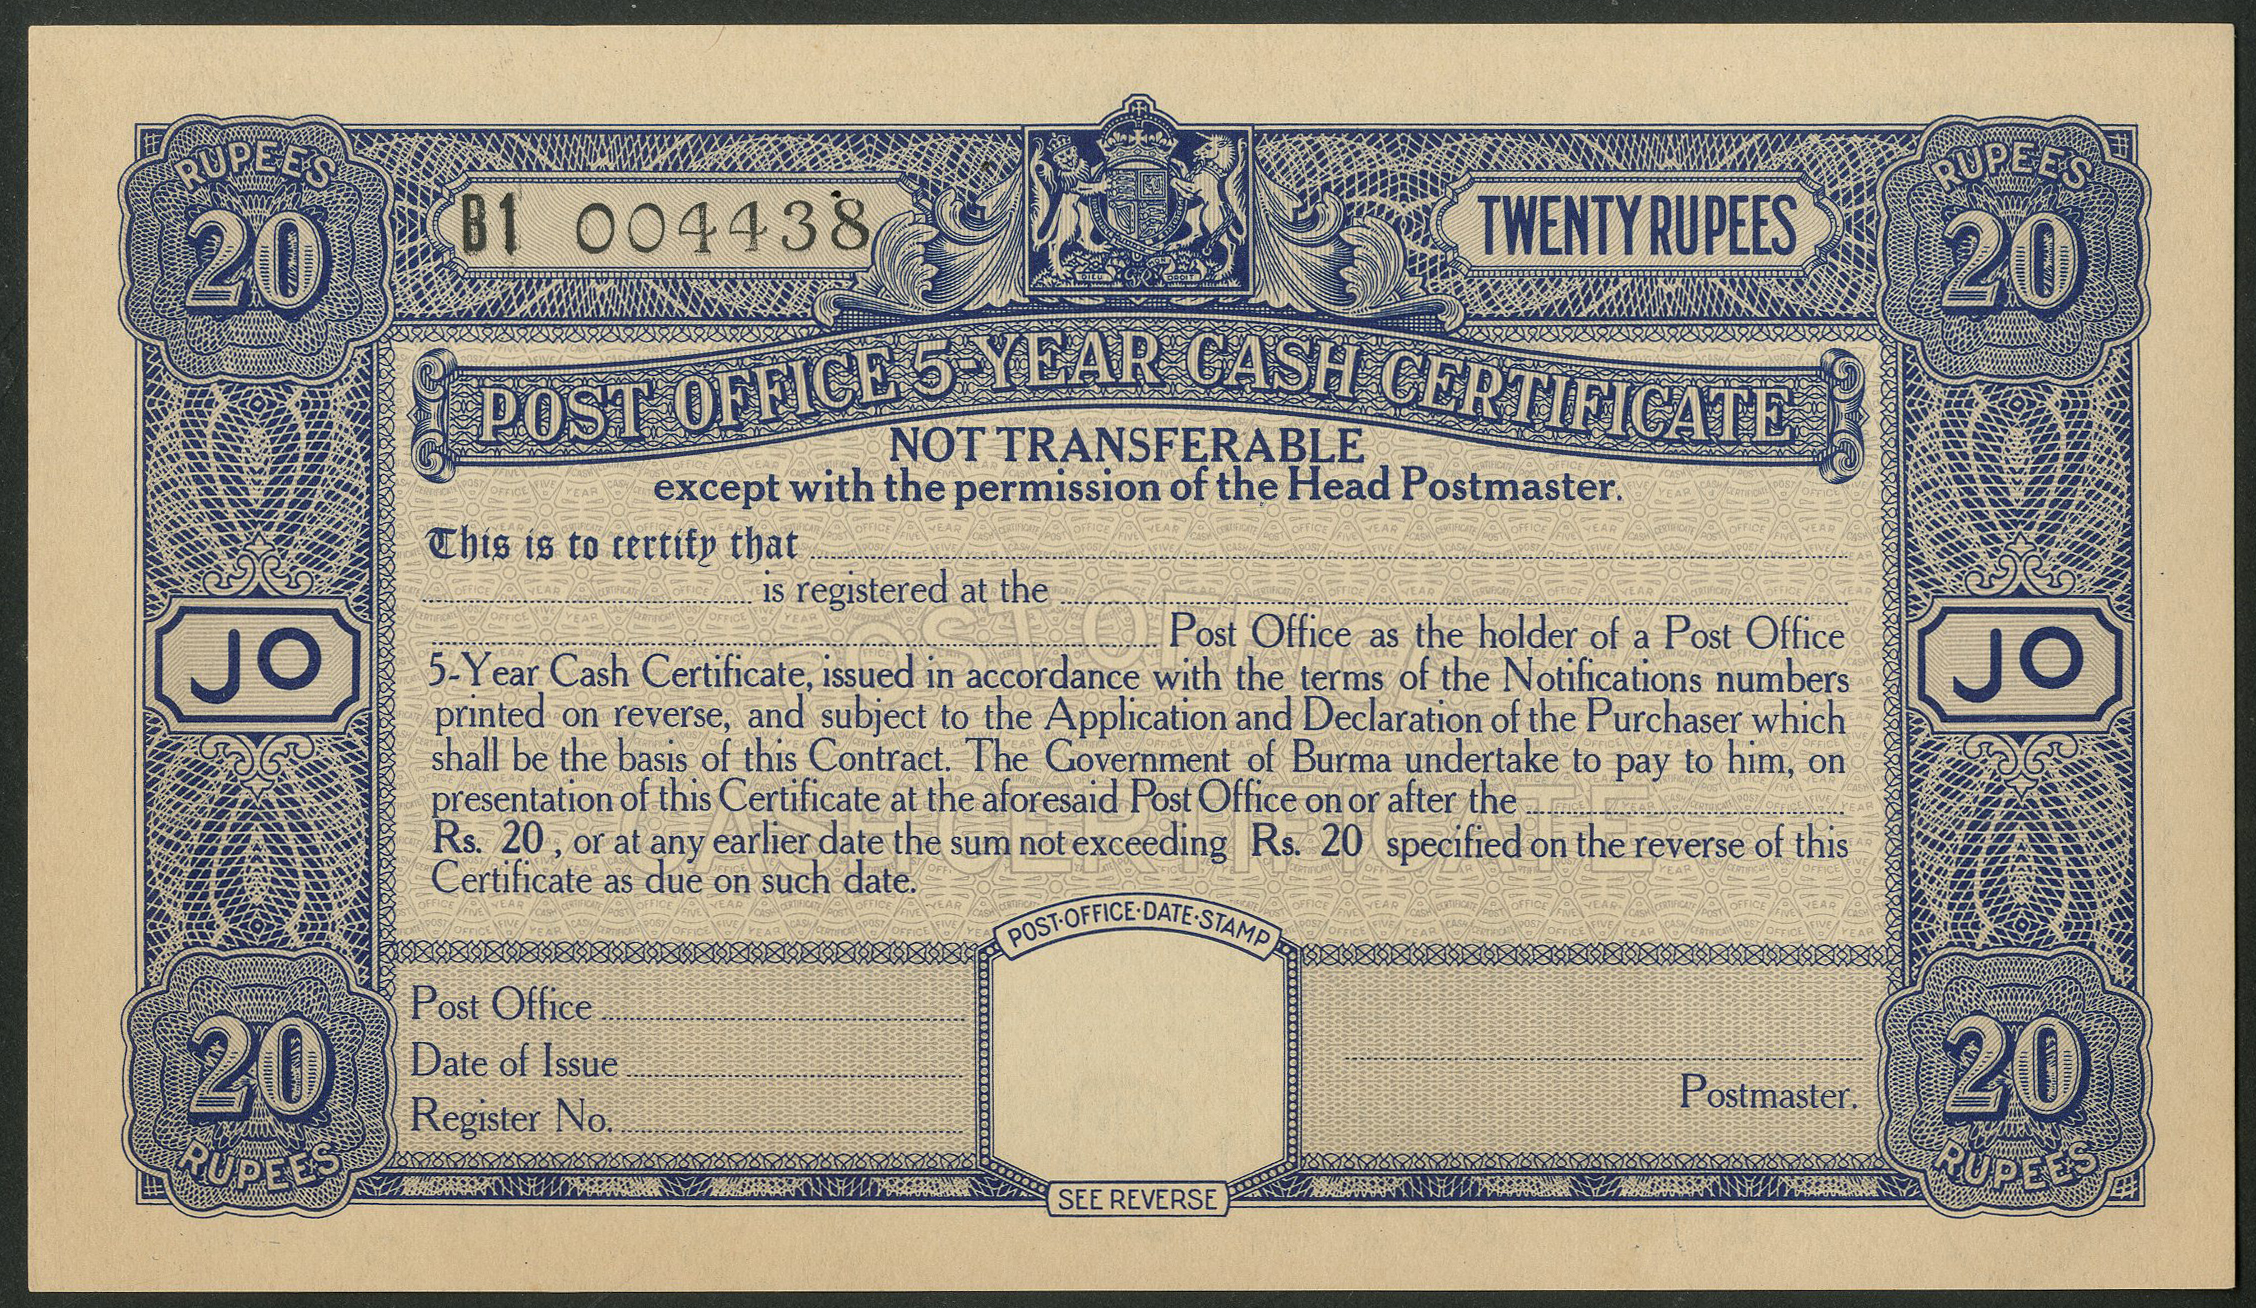 RUPEES
20
B1 004438
DIEU DROIT
TWENTY RUPEES
RUPEES
20
POST OFFICE 5-YEAR CASH CERTIFICATE
NOT TRANSFERABLE
except with the permission of the Head Postmaster.
This is to certify that
is registered at the
Post Office as the holder of a Post Office
5-Year Cash Certificate, issued in accordance with the terms of the Notifications numbers
printed on reverse, and subject to the Application and Declaration of the Purchaser which
shall be the basis of this Contract. The Government of Burma undertake to pay to him, on
presentation of this Certificate at the aforesaid Post Office on or after the
Rs. 20, or at any earlier date the sum not exceeding Rs. 20 specified on the reverse of this
Certificate as due on such date.
JO
JO
POST OFFICE
CASH CERTIFICATE
POST·OFFICE·DATE·STAMP
Post Office
Date of Issue
Register No.
Postmaster.
20
RUPEES
SEE REVERSE
20
RUPEES